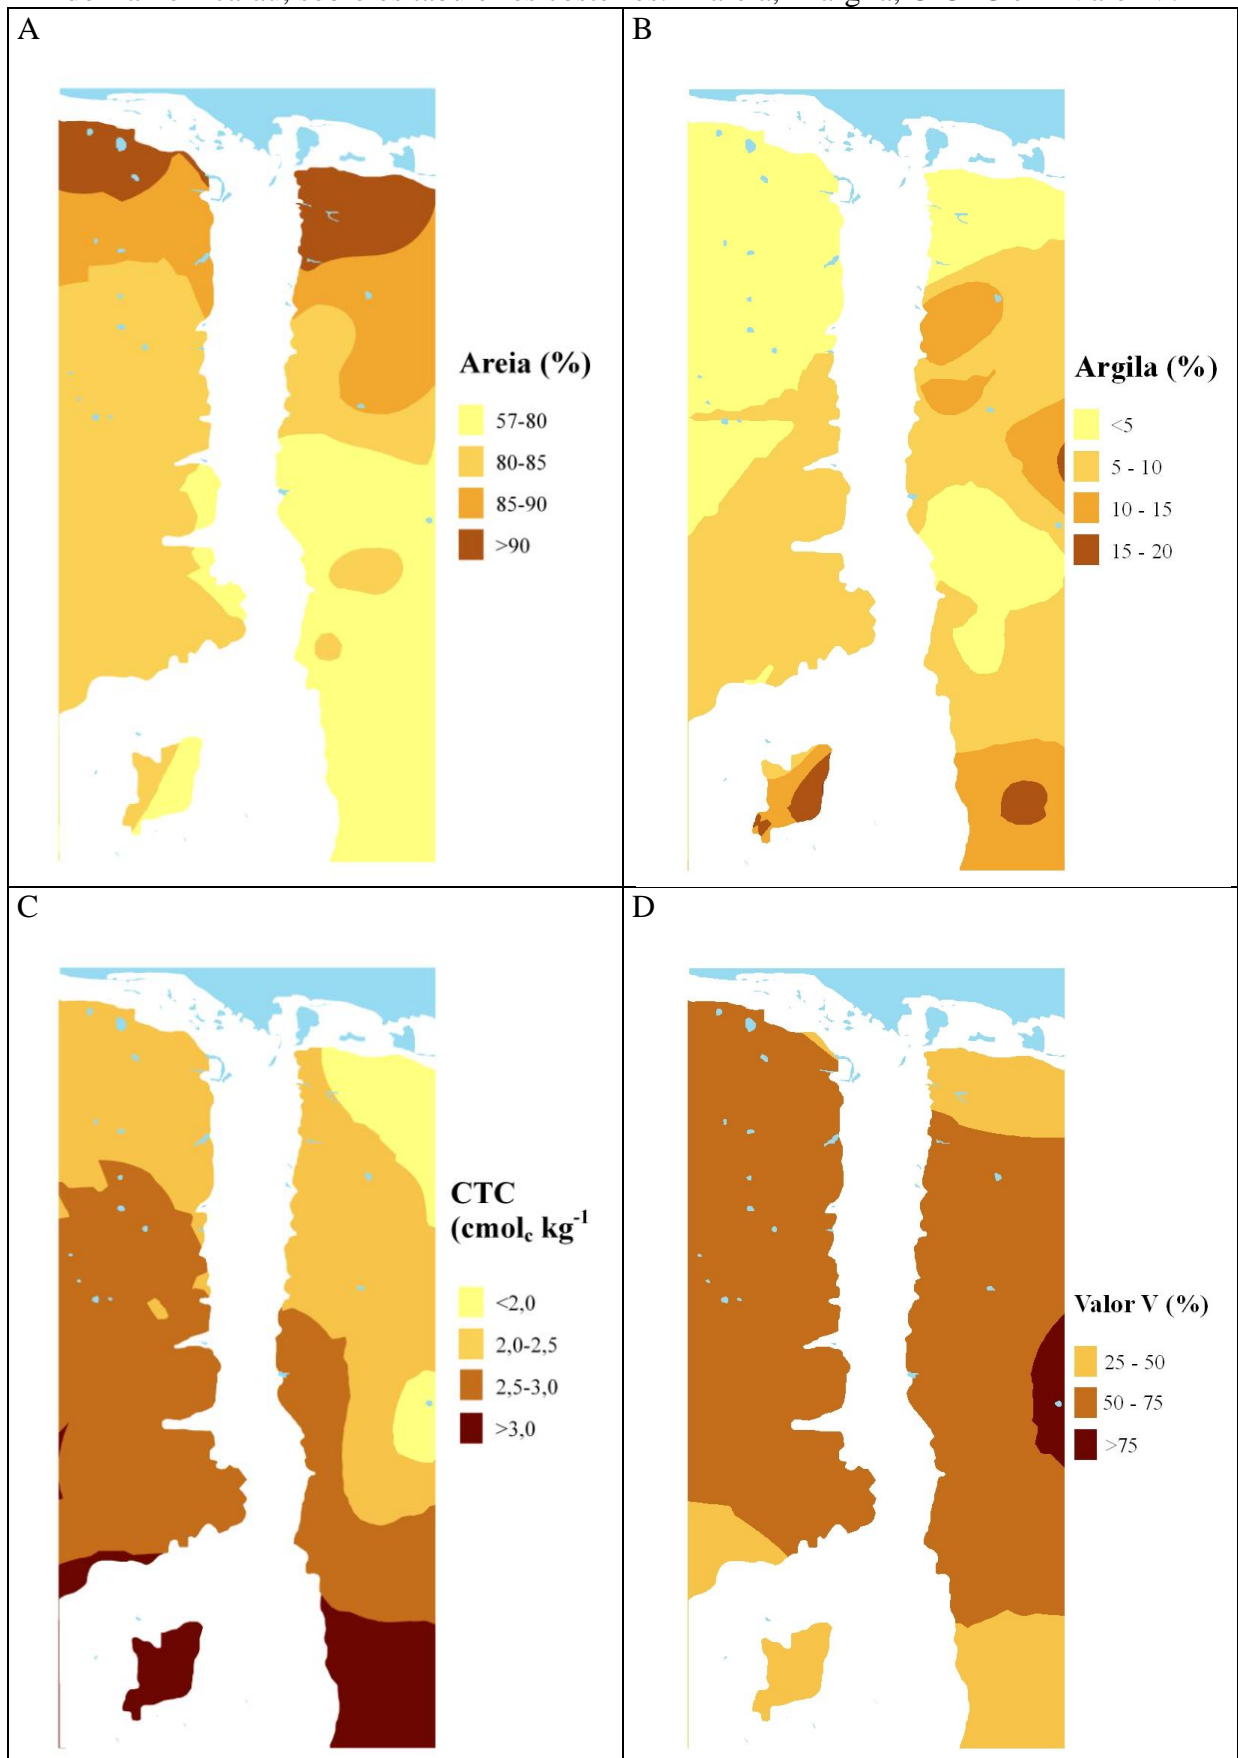 A
B
Areia (%)
57-80
80-85
85-90
>90
Argila (%)
<5
5 - 10
10 - 15
15 - 20
C
D
CTC
(cmolc kg-1
<2,0
2,0-2,5
2,5-3,0
>3,0
Valor V (%)
25 - 50
50 - 75
>75